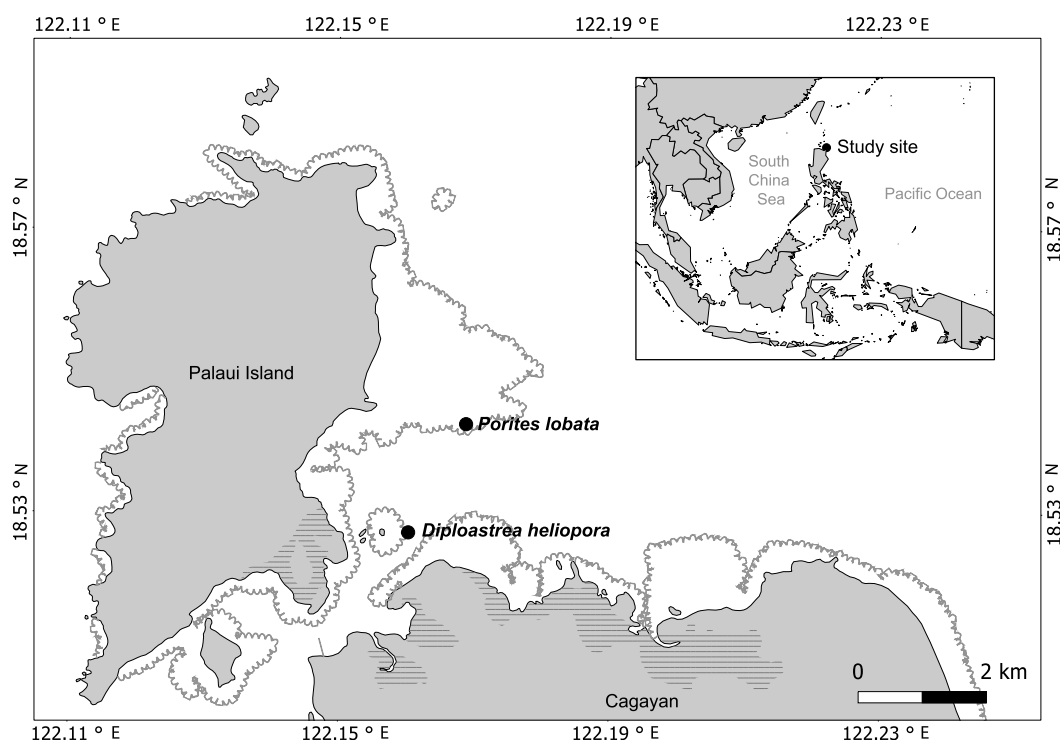 122.11 ° E
122.15 ° E
122.19 ° E
122.23 ° E
Study site
South
China
Sea
Pacific Ocean
18.57 ° N
18.57 ° N
Palaui Island
Porites lobata
18.53 ° N
18.53 ° N
Diploastrea heliopora
0
2 km
Cagayan
122.11 ° E
122.15 ° E
122.19 ° E
122.23 ° E